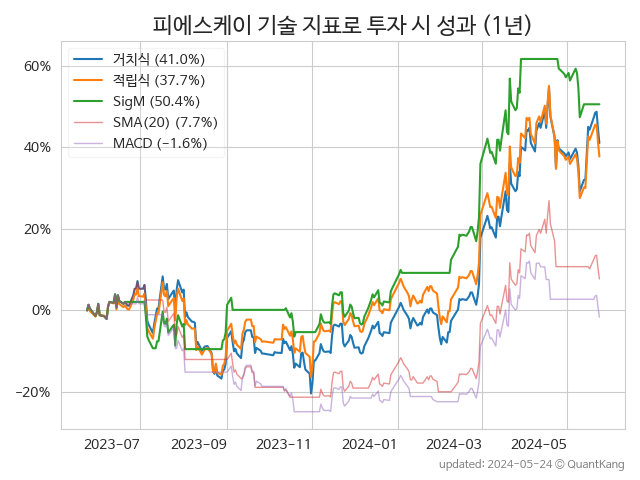 피에스케이 기술 지표로 투자 시 성과 (1년)
거치식 (41.0%)
적립식 (37.7%)
SigM (50.4%)
SMA(20) (7.7%)
MACD (−1.6%)
60%
40%
20%
0%
−20%
2023-07 2023-09 2023-11 2024-01 2024-03 2024-05
updated: 2024-05-24 © QuantKang